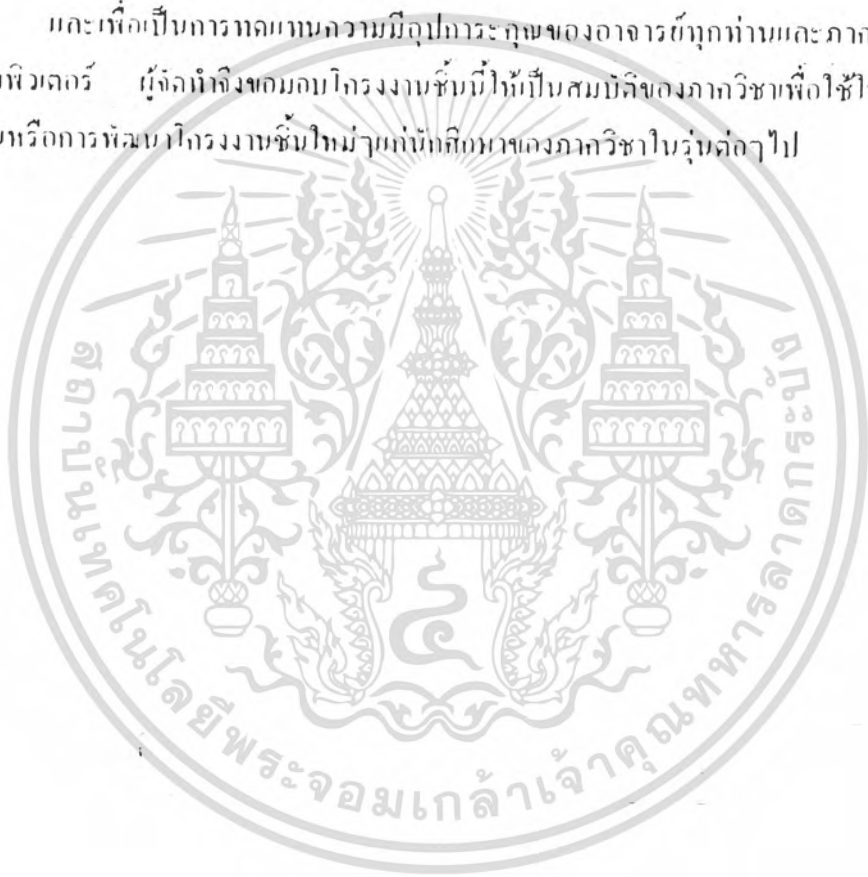 และเพื่อเป็นการทดแทนความมีอุปการะคุณของอาจารย์ทุกท่านและภาค
พิวเตอร์ ผู้จัดทำจึงขอมอบโครงงานชิ้นนี้ให้เป็นสมบัติของภาควิชาเพื่อใช้ใ
หรือการพัฒนาโครงงานชิ้นใหม่ๆแก่นักศึกษาของภาควิชาในรุ่นต่อๆไป
สถาบันเทคโนโลยีพระจอมเกล้าเจ้าคุณทหารลาดกระบัง